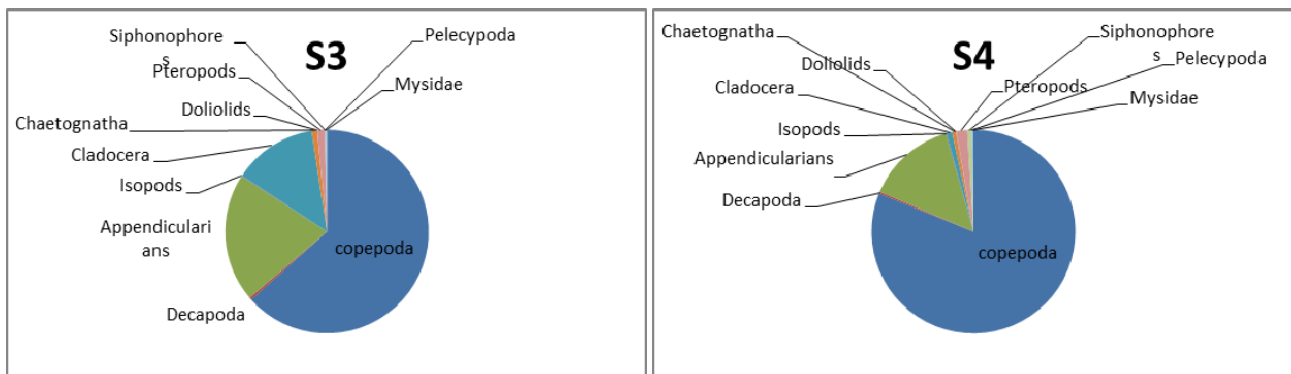 S3
Siphonophore
s
Pteropods
Doliolids
Chaetognatha
Cladocera
Isopods
Appendiculari
ans
Decapoda
copepoda
Pelecypoda
Mysidae
S4
Chaetognatha
Doliolids
Cladocera
Isopods
Appendicularians
Decapoda
copepoda
Siphonophore
s
Pelecypoda
Pteropods
Mysidae